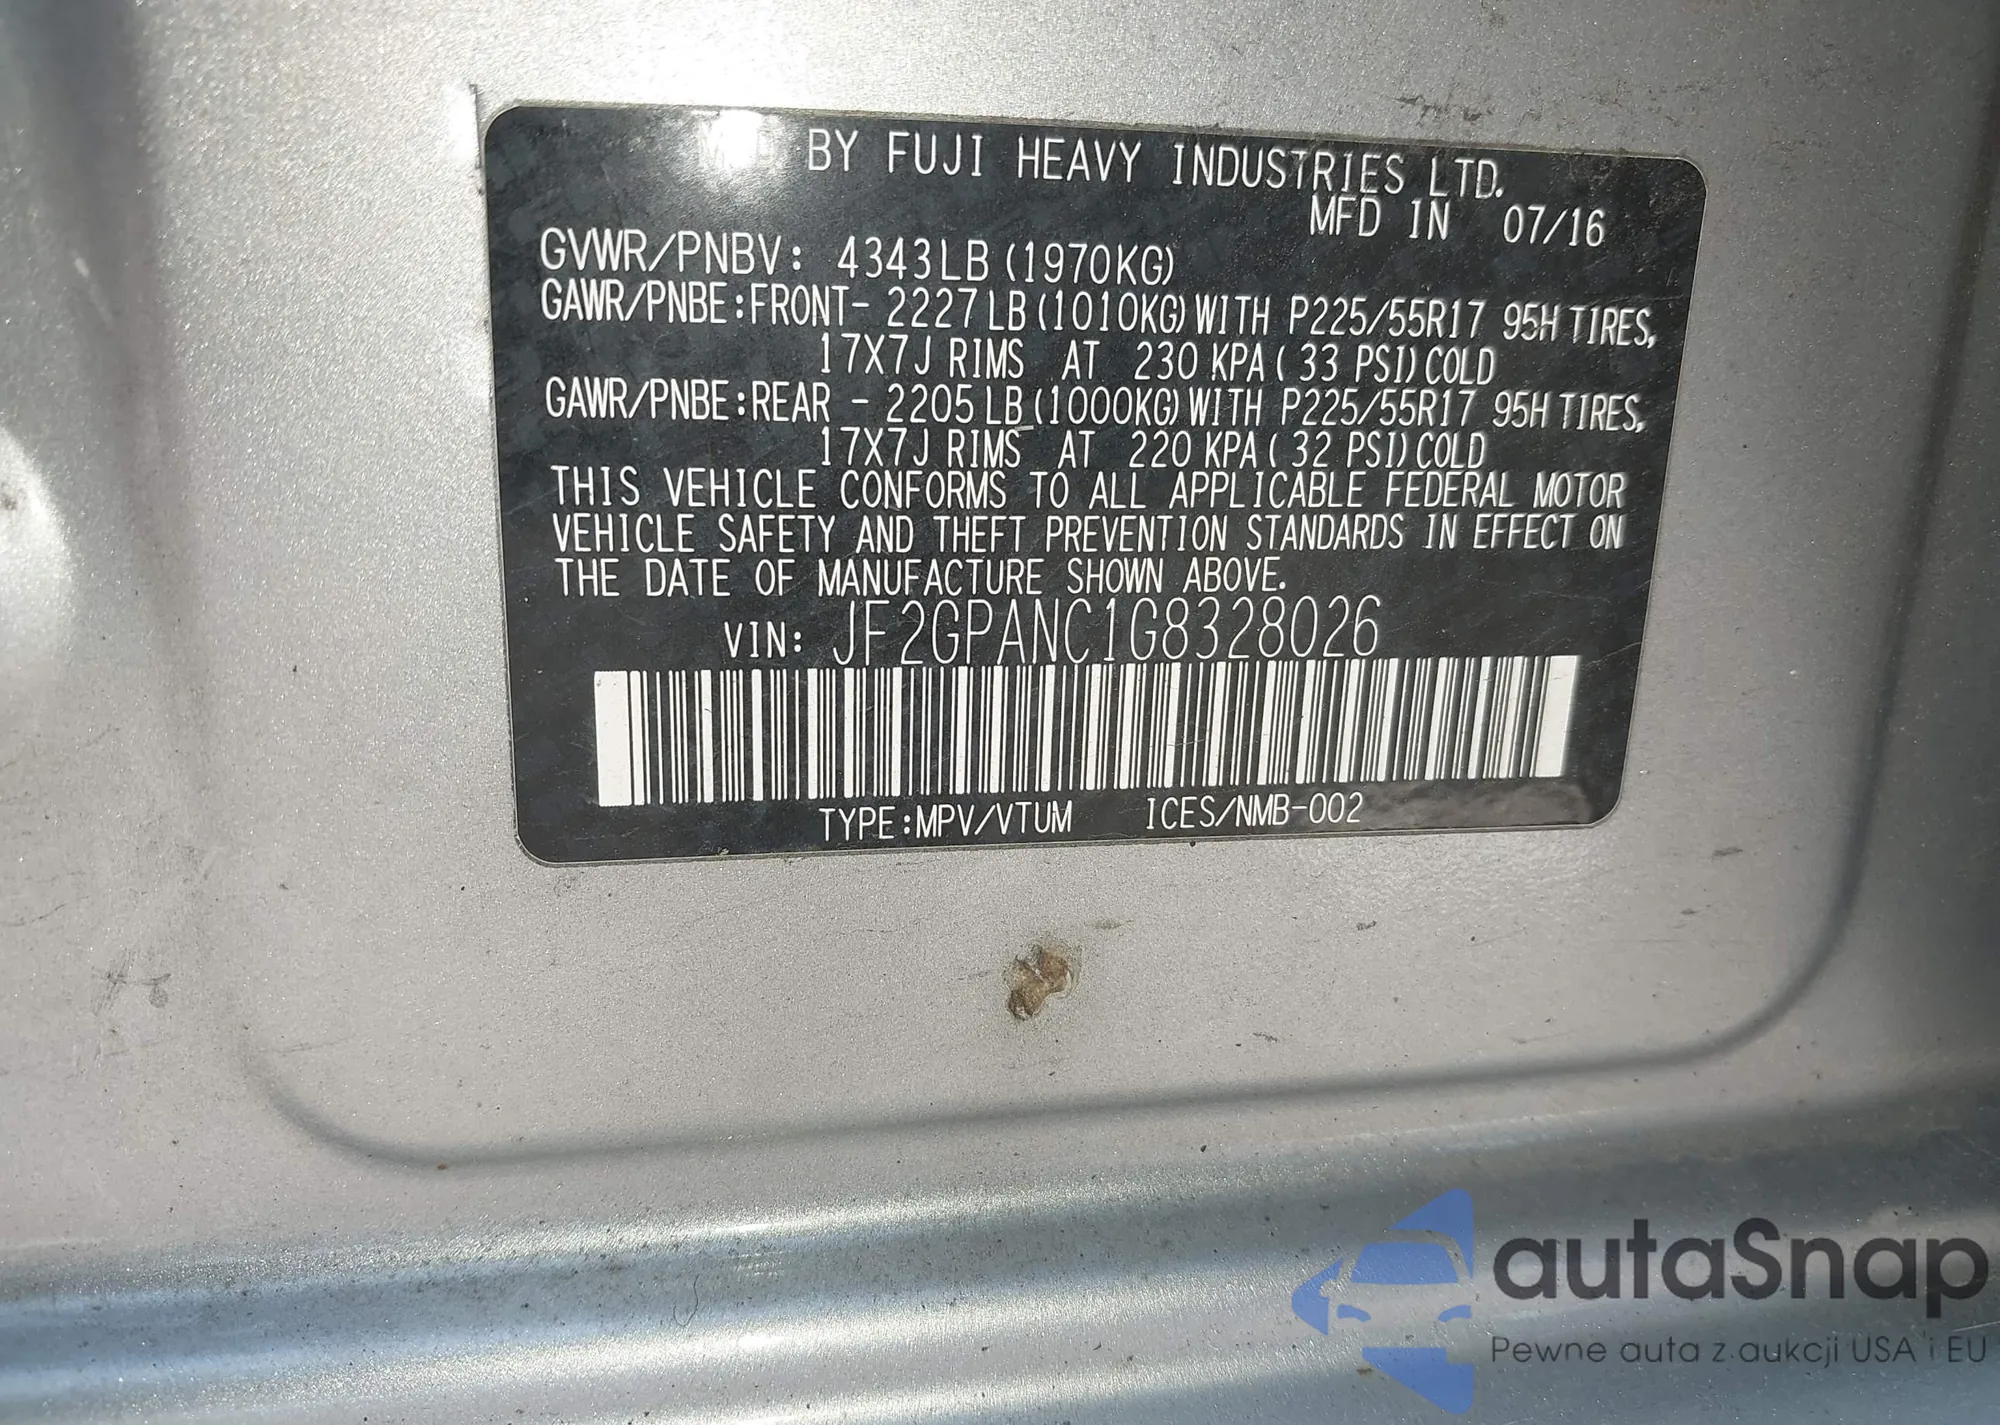 MFG BY FUJI HEAVY INDUSTRIES LTD.
MFD IN 07/16
GVWR/PNBV: 4343LB (1970KG)
GAWR/PNBE:FRONT- 2227LB (1010KG) WITH P225/55R17 95H TIRES,
17X7J RIMS AT 230 KPA ( 33 PSI) COLD
GAWR/PNBE:REAR - 2205LB (1000KG) WITH P225/55R17 95H TIRES,
17X7J RIMS AT 220 KPA ( 32 PSI) COLD
THIS VEHICLE CONFORMS TO ALL APPLICABLE FEDERAL MOTOR
VEHICLE SAFETY AND THEFT PREVENTION STANDARDS IN EFFECT ON
THE DATE OF MANUFACTURE SHOWN ABOVE.
VIN: JF2GPANC1G8328026
TYPE:MPV/VTUM ICES/NMB-002
autaSnap
Pewne auta z aukcji USA i EU